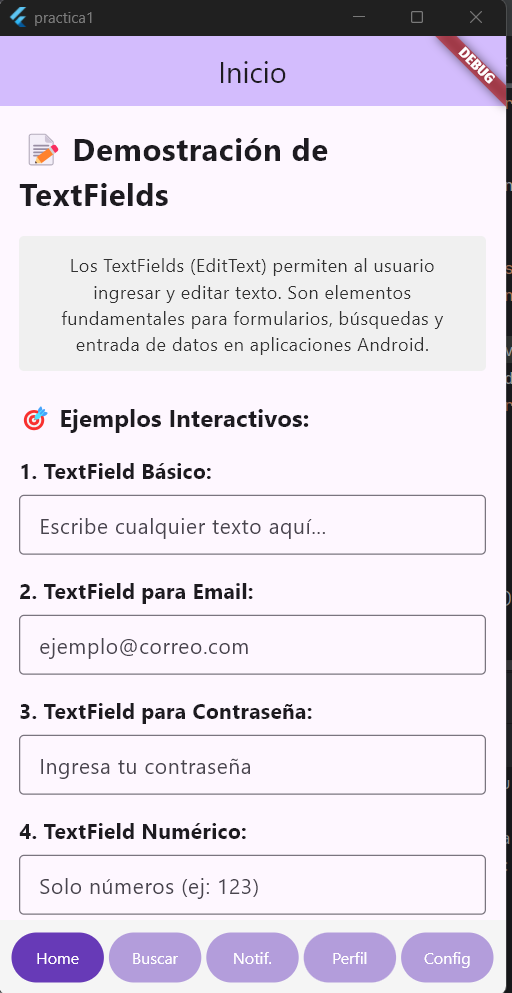 practica1
Inicio
DEBUG
📝 Demostración de
TextFields
Los TextFields (EditText) permiten al usuario
ingresar y editar texto. Son elementos
fundamentales para formularios, búsquedas y
entrada de datos en aplicaciones Android.
🎯 Ejemplos Interactivos:
1. TextField Básico:
Escribe cualquier texto aquí...
2. TextField para Email:
ejemplo@correo.com
3. TextField para Contraseña:
Ingresa tu contraseña
4. TextField Numérico:
Solo números (ej: 123)
Home
Buscar
Notif.
Perfil
Config